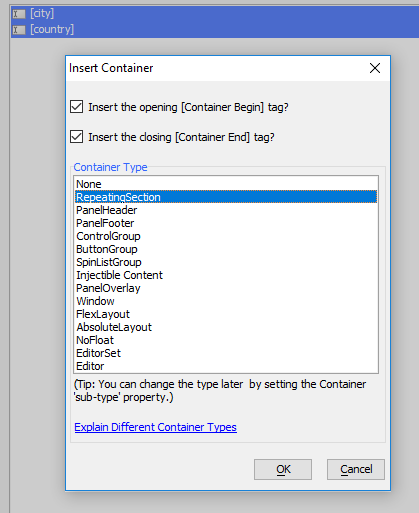 [city]
[country]
Insert Container
Insert the opening [Container Begin] tag?
Insert the closing [Container End] tag?
Container Type
None
RepeatingSection
PanelHeader
PanelFooter
ControlGroup
ButtonGroup
SpinListGroup
Injectible Content
PanelOverlay
Window
FlexLayout
AbsoluteLayout
NoFloat
EditorSet
Editor
(Tip: You can change the type later by setting the Container
'sub-type' property.)
Explain Different Container Types
OK Cancel